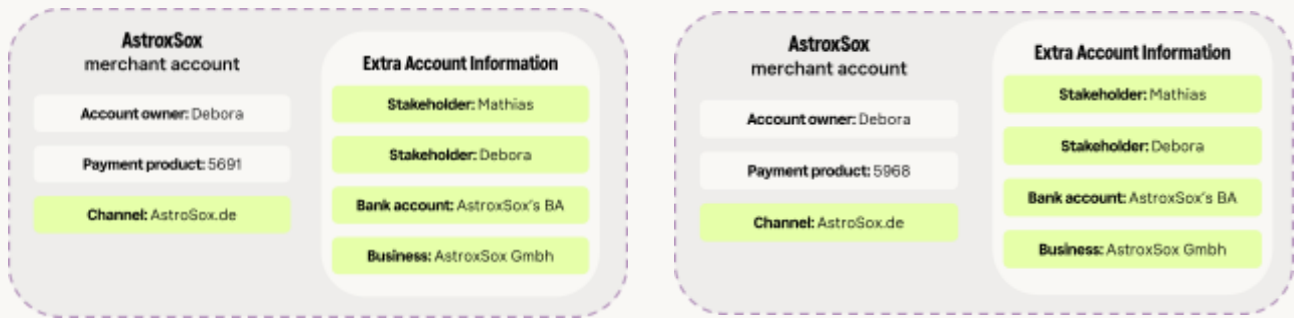 AstroxSox
merchant account
Account owner: Debora
Payment product: 5691
Channel: AstroSox.de
Extra Account Information
Stakeholder: Mathias
Stakeholder: Debora
Bank account: AstroxSox's BA
Business: AstroxSox Gmbh
AstroxSox
merchant account
Account owner: Debora
Payment product: 5968
Channel: AstroSox.de
Extra Account Information
Stakeholder: Mathias
Stakeholder: Debora
Bank account: AstroxSox's BA
Business: AstroxSox Gmbh